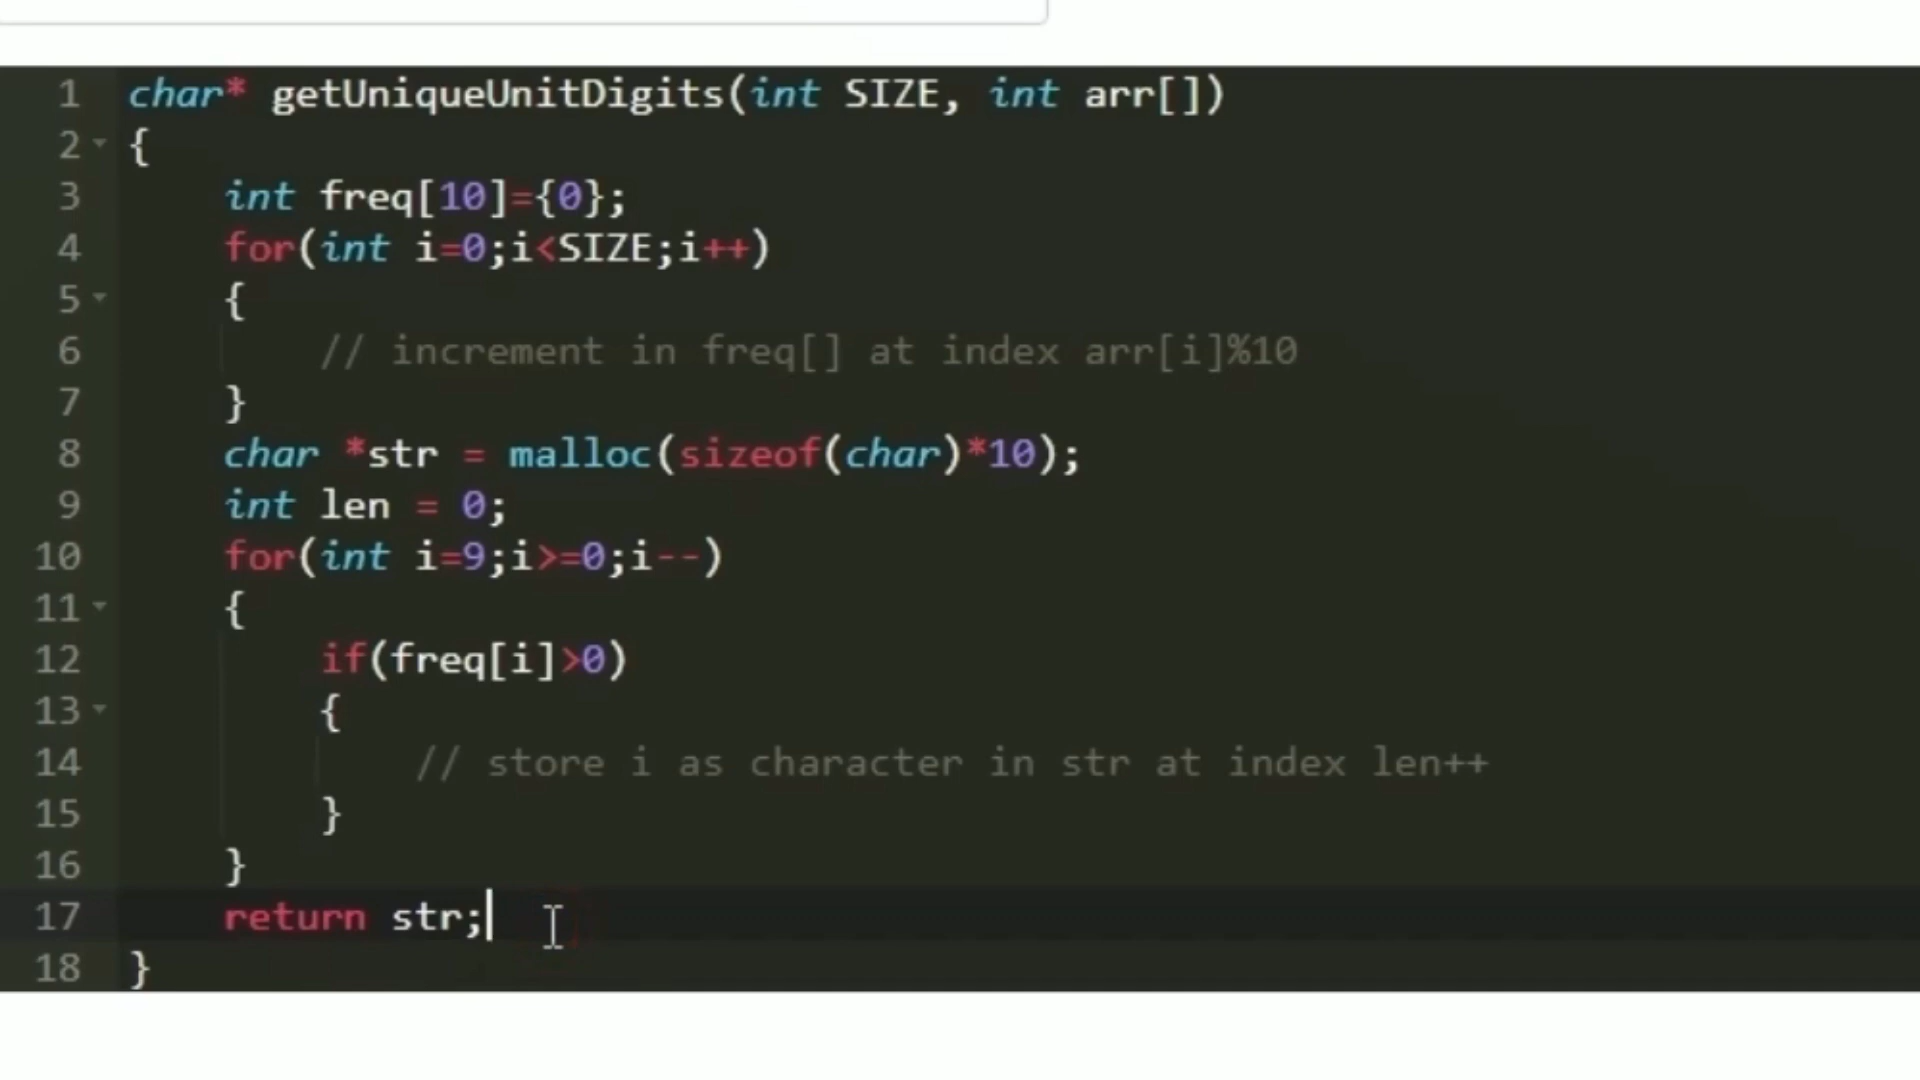 1 char* getUniqueUnitDigits(int SIZE, int arr[])
2 {
3 int freq[10]={0};
4 for(int i=0;i<SIZE;i++)
5 {
6 // increment in freq[] at index arr[i]%10
7 }
8 char *str = malloc(sizeof(char)*10);
9 int len = 0;
10 for(int i=9;i>=0;i--)
11 {
12 if(freq[i]>0)
13 {
14 // store i as character in str at index len++
15 }
16 }
17 return str;
18 }